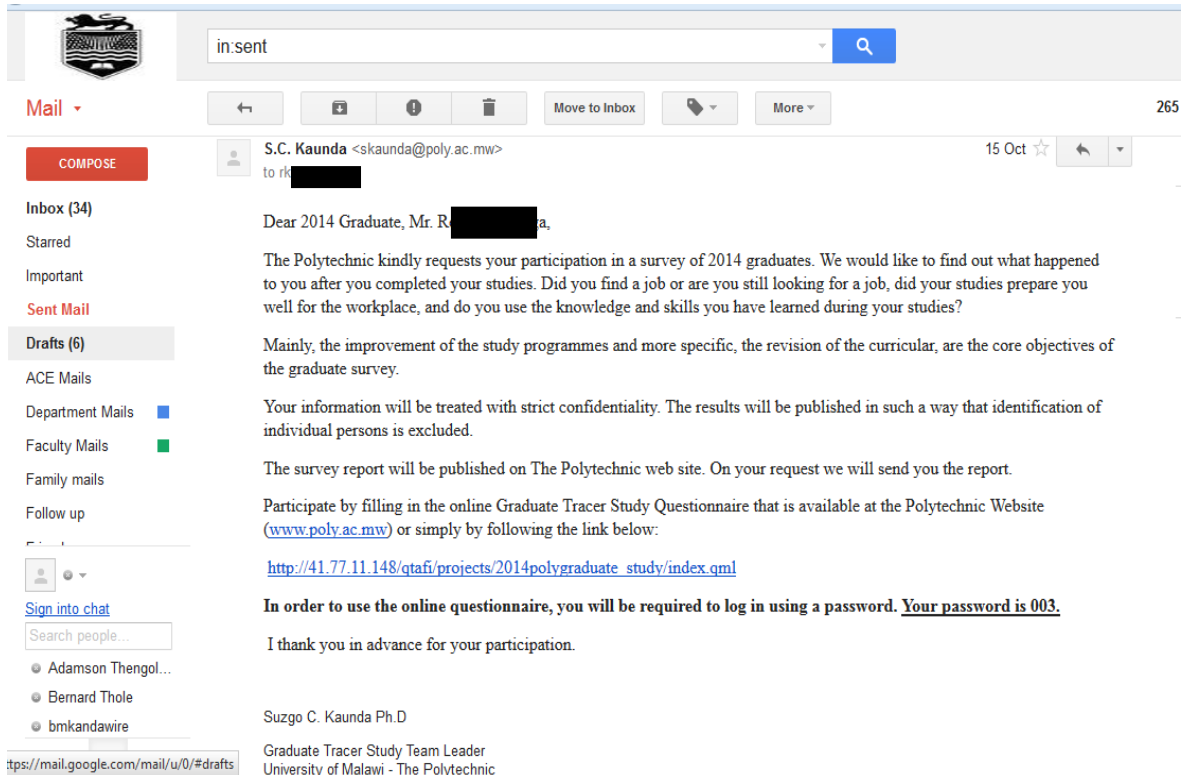 in:sent
Mail
Move to Inbox
More
265
COMPOSE
S.C. Kaunda <skaunda@poly.ac.mw>
15 Oct
to rk
Inbox (34)
Starred
Important
Sent Mail
Drafts (6)
ACE Mails
Department Mails
Faculty Mails
Family mails
Follow up
Dear 2014 Graduate, Mr. R
The Polytechnic kindly requests your participation in a survey of 2014 graduates. We would like to find out what happened
to you after you completed your studies. Did you find a job or are you still looking for a job, did your studies prepare you
well for the workplace, and do you use the knowledge and skills you have learned during your studies?
Mainly, the improvement of the study programmes and more specific, the revision of the curricular, are the core objectives of
the graduate survey.
Your information will be treated with strict confidentiality. The results will be published in such a way that identification of
individual persons is excluded.
The survey report will be published on The Polytechnic web site. On your request we will send you the report.
Participate by filling in the online Graduate Tracer Study Questionnaire that is available at the Polytechnic Website
(www.poly.ac.mw) or simply by following the link below:
http://41.77.11.148/qtafi/projects/2014polygraduate_study/index.qml
In order to use the online questionnaire, you will be required to log in using a password. Your password is 003.
I thank you in advance for your participation.
Suzgo C. Kaunda Ph.D
Graduate Tracer Study Team Leader
University of Malawi - The Polytechnic
Sign into chat
Search people...
Adamson Thengol...
Bernard Thole
bmkandawire
ttps://mail.google.com/mail/u/0/#drafts